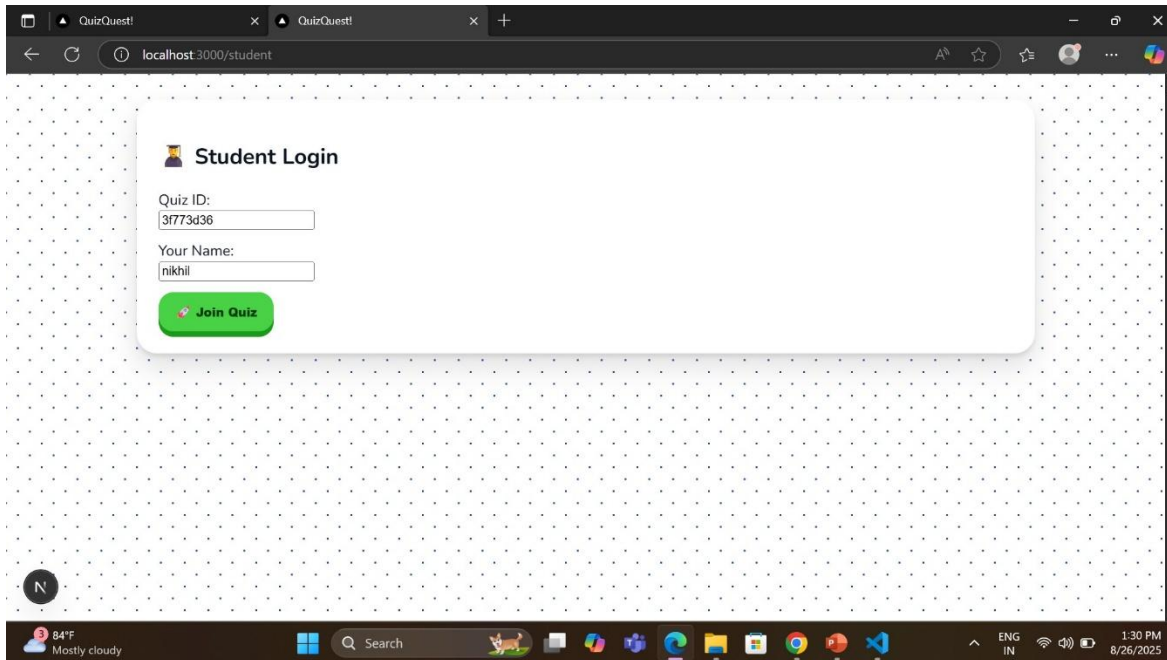 QuizQuest!
QuizQuest!
localhost:3000/student
Student Login
Quiz ID:
3f773d36
Your Name:
nikhil
Join Quiz
N
3
84°F
Mostly cloudy
Search
ENG
IN
1:30 PM
8/26/2025